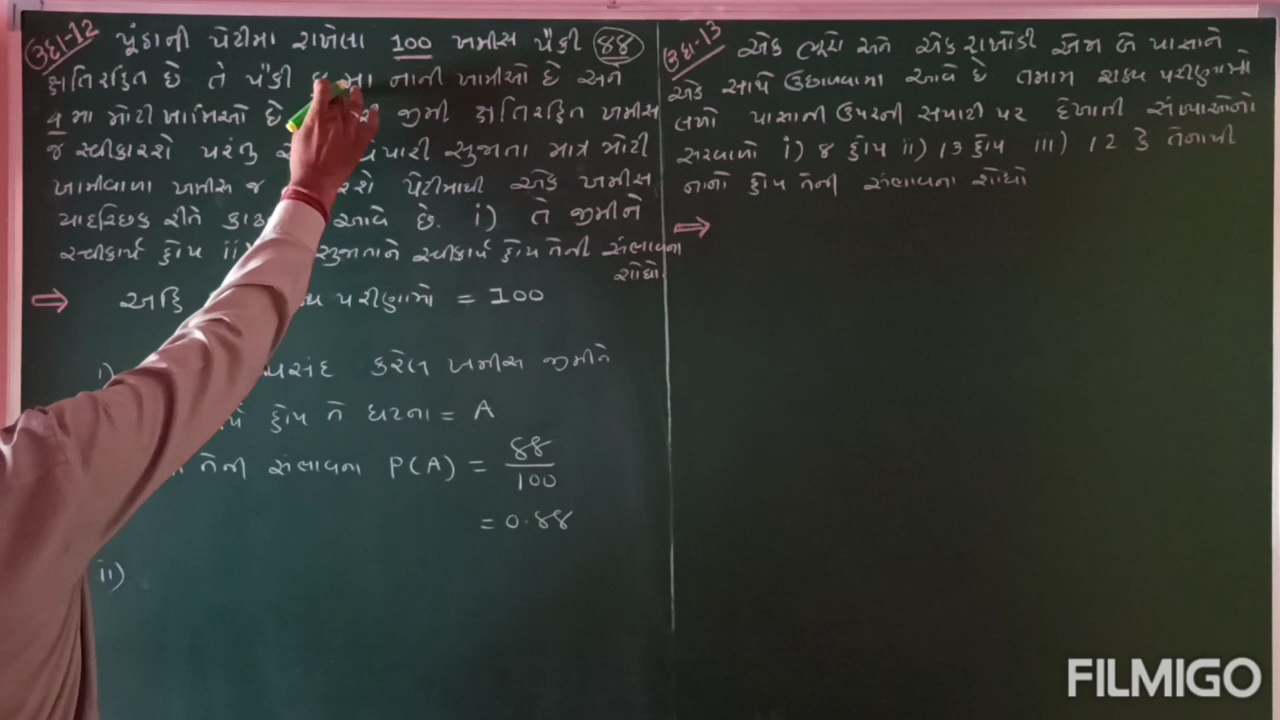 ઉદા-12 પૂંઠાની પેટીમા રાખેલા 100 ખમીસ પૈકી 88
ક્ષતિરહિત છે તે પૈકી 8 મા નાની ખામીઓ છે અને
4 મા મોટી ખામિઓ છે જીમી ક્ષતિરહિત ખમીસ
જ સ્વીકારશે પરંતુ વેપારી સુજાતા માત્ર મોટી
ખામીવાળા ખમીસ જ પેટીમાથી એક ખમીસ
યાદચ્છિક રીતે આવે છે. i) તે જીમીને
સ્વીકાર્ય હોય ii) સુજાતાને સ્વીકાર્ય હોય તેની સંભાવના
શોધો.
⇒ અહિ પરીણામો = 100
i) પસંદ કરેલ ખમીસ જીમીને
હોય તે ઘટના = A
તેની સંભાવના P(A) = 88/100
= 0.88
ii)
ઉદા-13 એક ભૂરો અને એક રાખોડી એમ બે પાસાને
એક સાથે ઉછાળવામા આવે છે તમામ શક્ય પરીણામો
લખો પાસાની ઉપરની સપાટી પર દેખાતી સંખ્યાઓનો
સરવાળો i) 8 હોય ii) 13 હોય iii) 12 કે તેનાથી
નાનો હોય તેની સંભાવના શોધો
⇒
FILMIGO